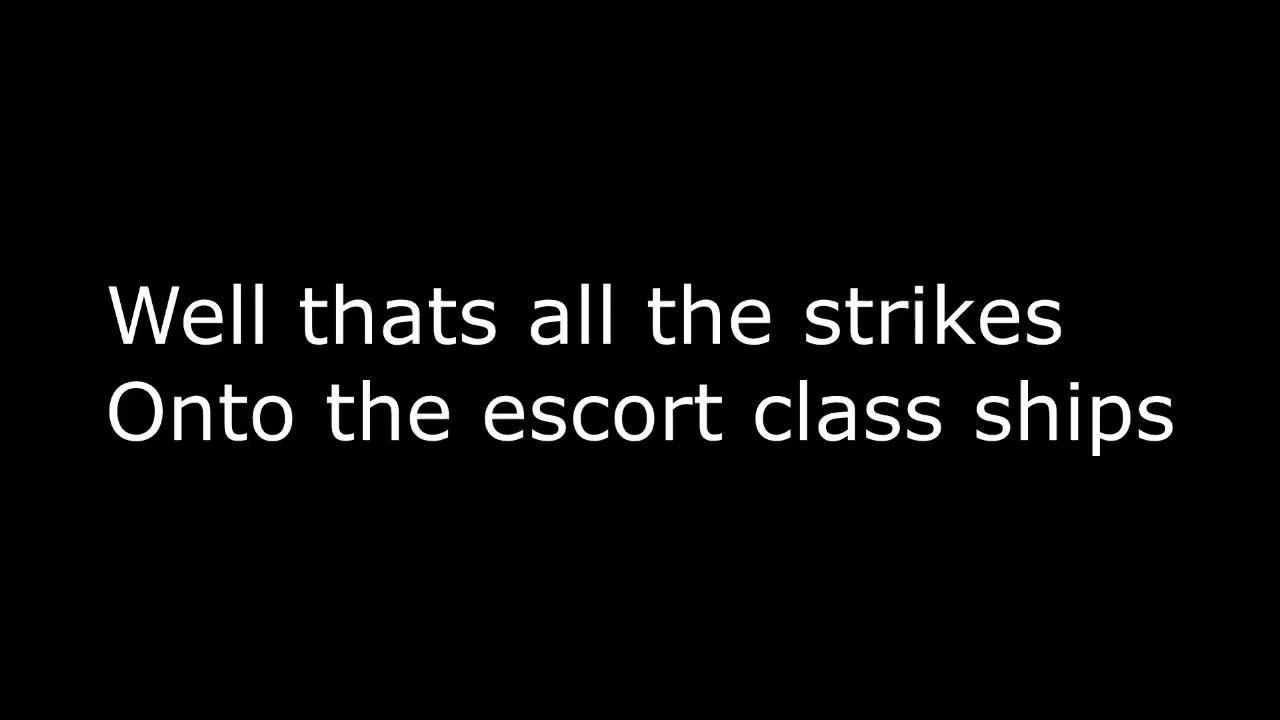 Well thats all the strikes
Onto the escort class ships